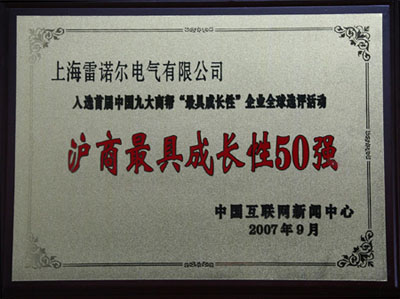 上海雷诺尔电气有限公司
入选首届中国九大商帮“最具成长性”企业全球选评活动
沪商最具成长性50强
中国互联网新闻中心
2007年9月